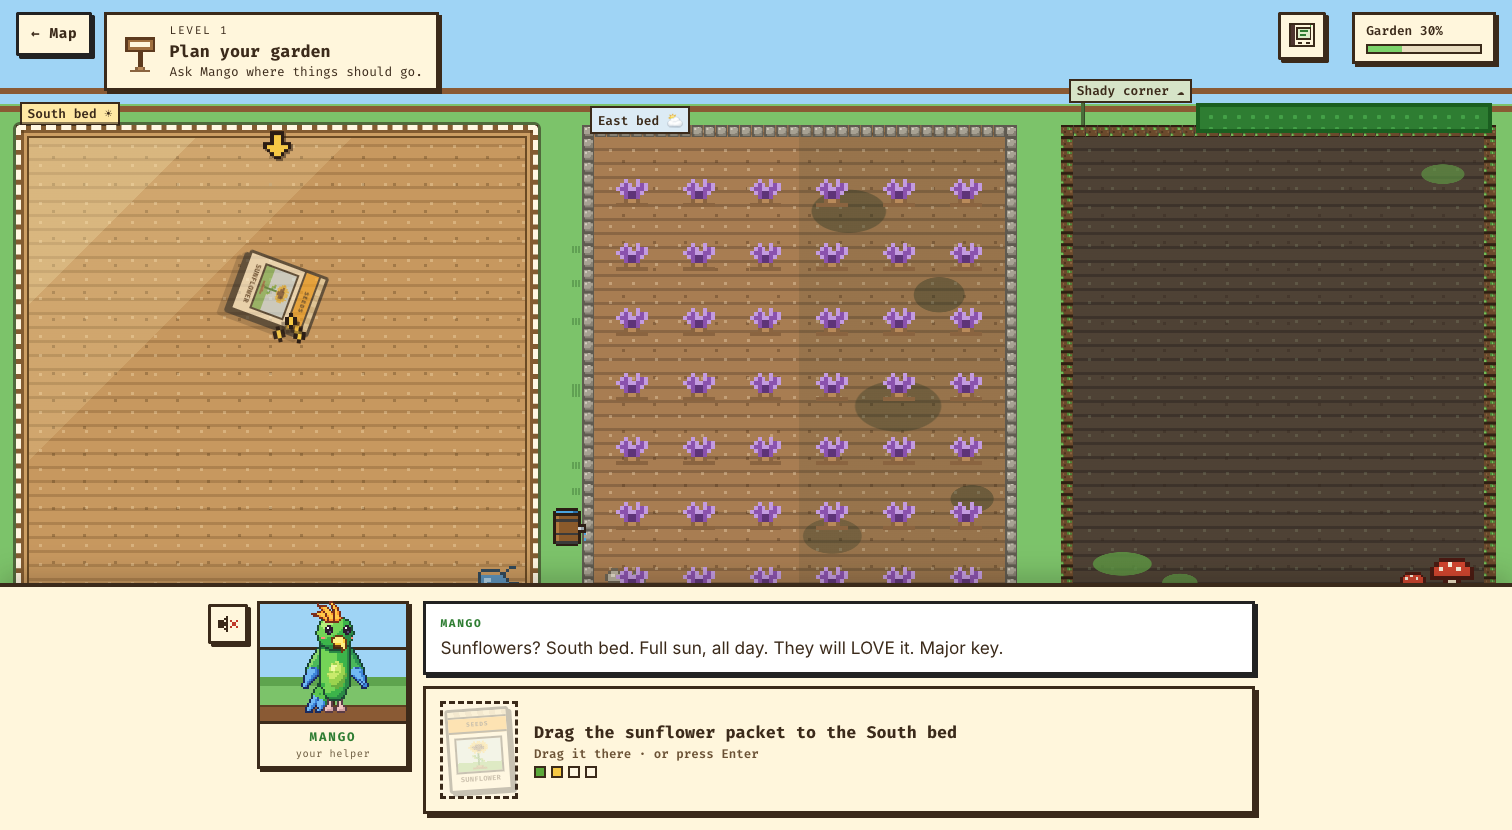 ← Map
LEVEL 1
Plan your garden
Ask Mango where things should go.
Garden 30%
South bed ☀
East bed ⛅
Shady corner ☁
SEEDS
SUNFLOWER
MANGO
your helper
MANGO
Sunflowers? South bed. Full sun, all day. They will LOVE it. Major key.
SEEDS
SUNFLOWER
Drag the sunflower packet to the South bed
Drag it there · or press Enter